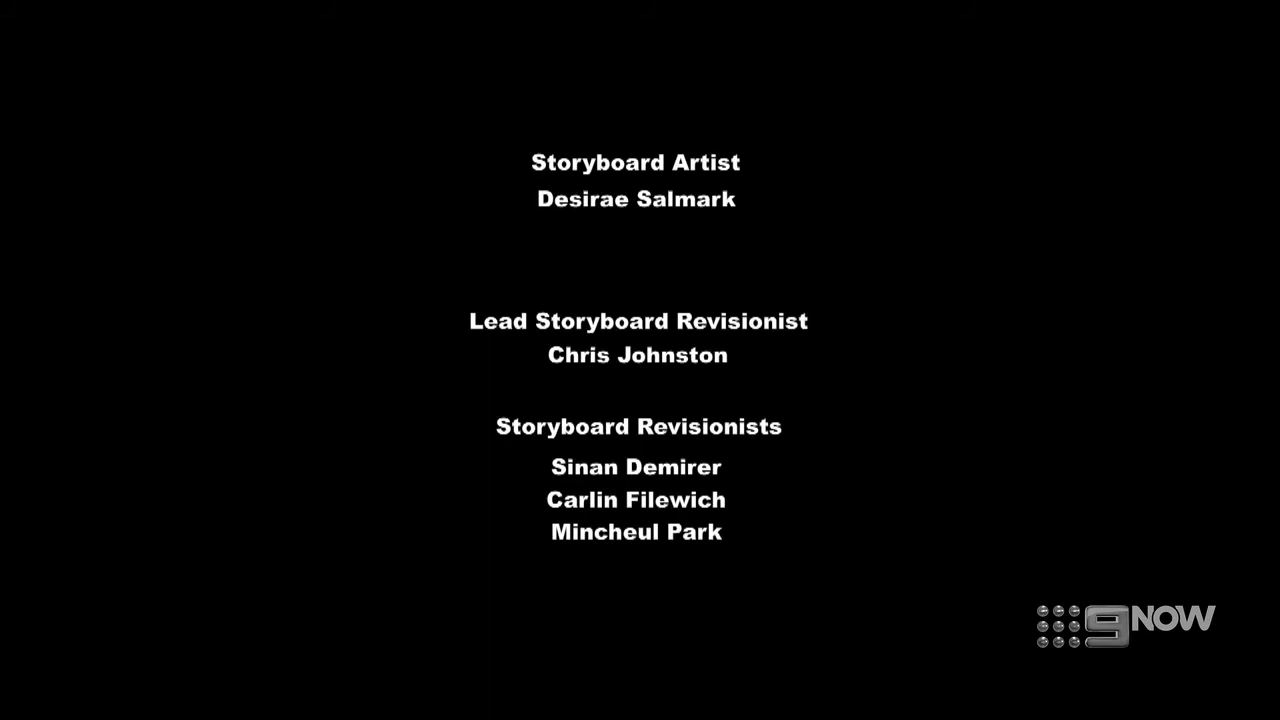 Storyboard Artist
Desirae Salmark
Lead Storyboard Revisionist
Chris Johnston
Storyboard Revisionists
Sinan Demirer
Carlin Filewich
Mincheul Park
9NOW